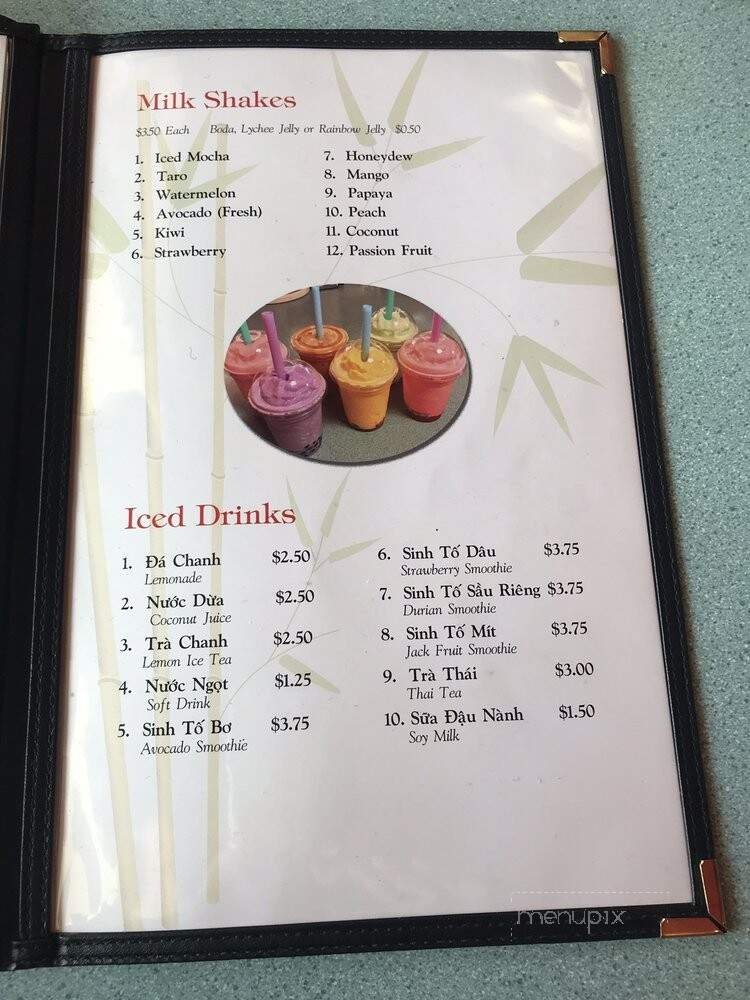 Milk Shakes
$3.50 Each Boda, Lychee Jelly or Rainbow Jelly $0.50
1. Iced Mocha
2. Taro
3. Watermelon
4. Avocado (Fresh)
5. Kiwi
6. Strawberry
7. Honeydew
8. Mango
9. Papaya
10. Peach
11. Coconut
12. Passion Fruit
Iced Drinks
1. Đá Chanh $2.50
Lemonade
2. Nước Dừa $2.50
Coconut Juice
3. Trà Chanh $2.50
Lemon Ice Tea
4. Nước Ngọt $1.25
Soft Drink
5. Sinh Tố Bơ $3.75
Avocado Smoothie
6. Sinh Tố Dâu $3.75
Strawberry Smoothie
7. Sinh Tố Sầu Riêng $3.75
Durian Smoothie
8. Sinh Tố Mít $3.75
Jack Fruit Smoothie
9. Trà Thái $3.00
Thai Tea
10. Sữa Đậu Nành $1.50
Soy Milk
menupix